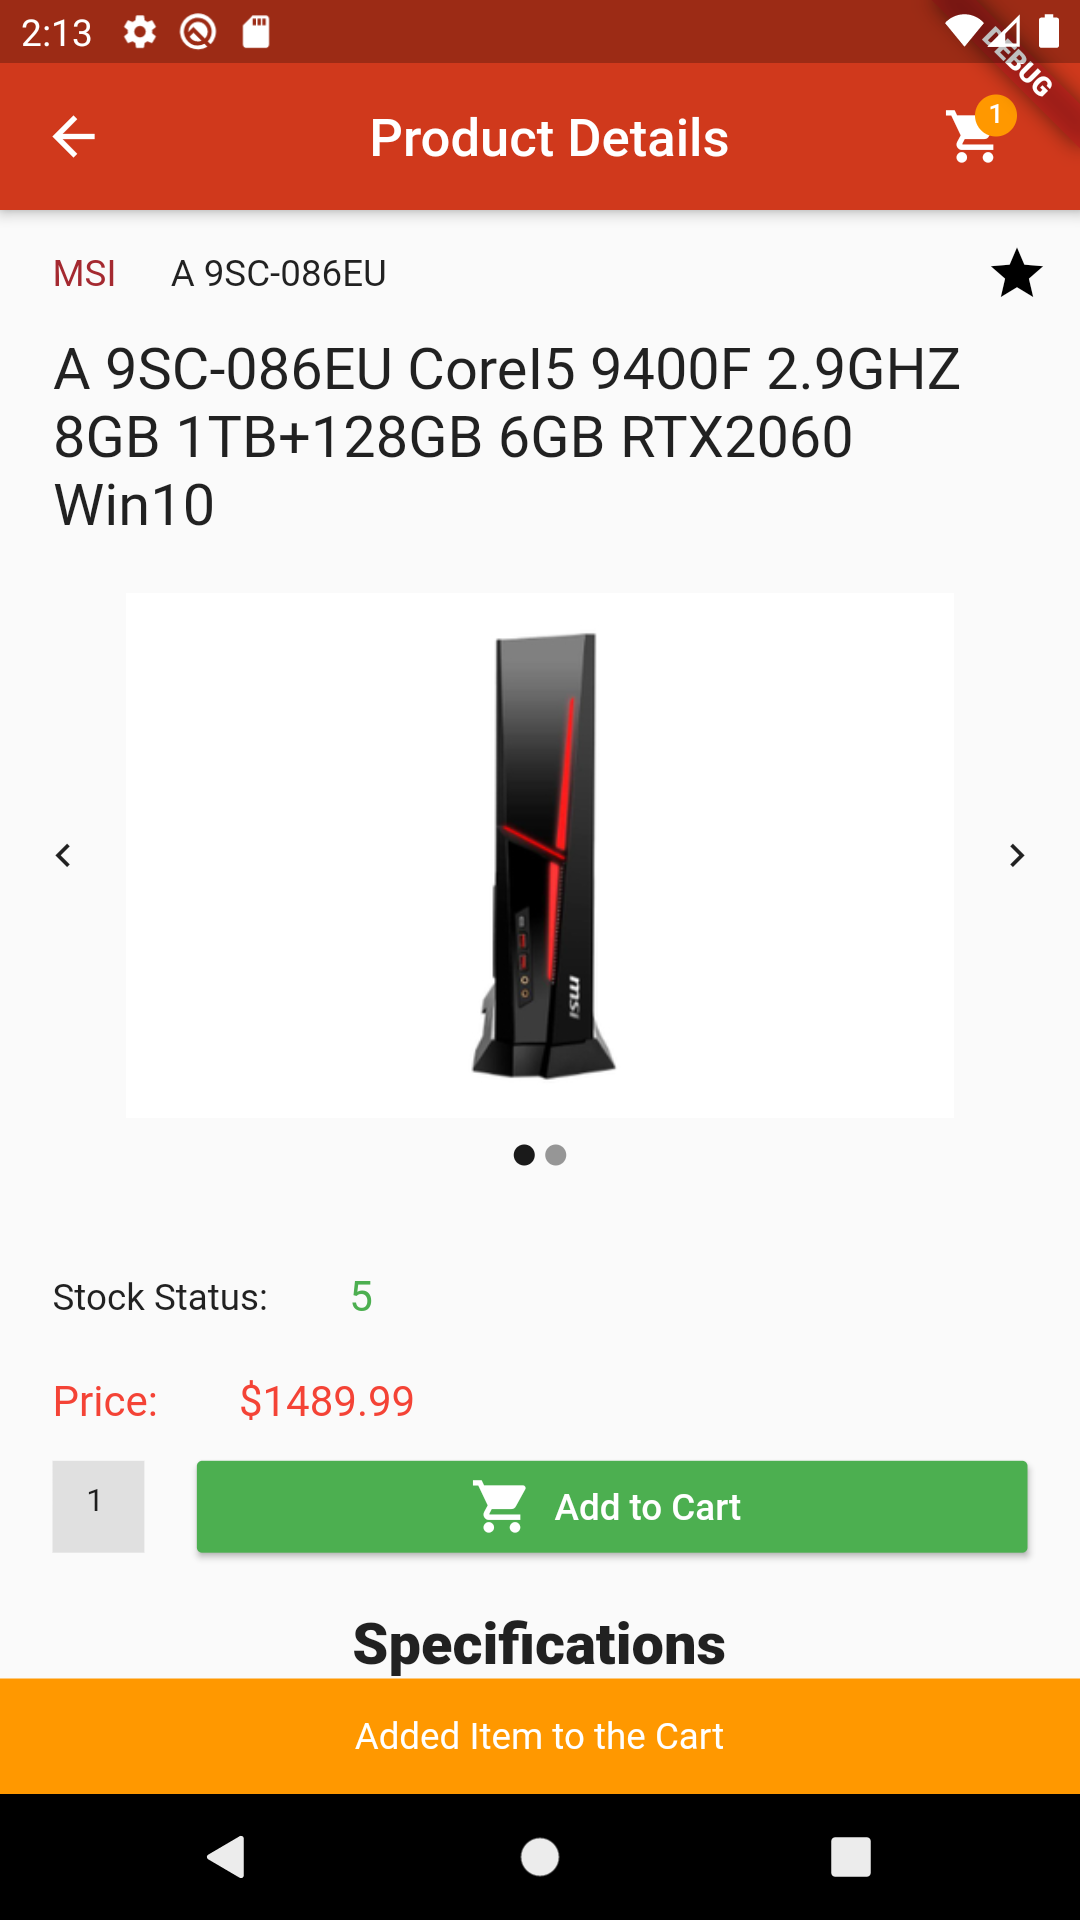 2:13
DEBUG
Product Details
1
MSI A 9SC-086EU
A 9SC-086EU CoreI5 9400F 2.9GHZ
8GB 1TB+128GB 6GB RTX2060
Win10
msi
Stock Status: 5
Price: $1489.99
1
Add to Cart
Specifications
Added Item to the Cart